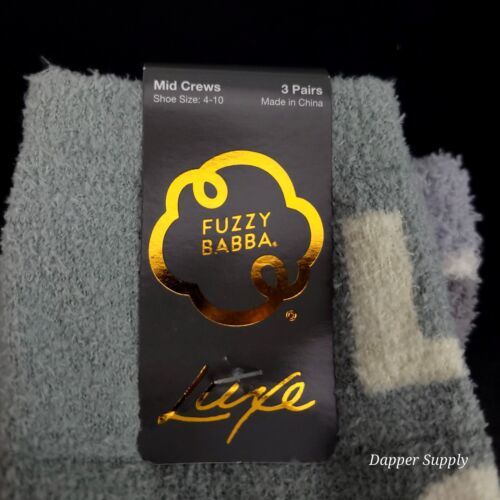 Mid Crews
Shoe Size: 4-10
3 Pairs
Made in China
FUZZY
BABBA®
Luxe
Dapper Supply